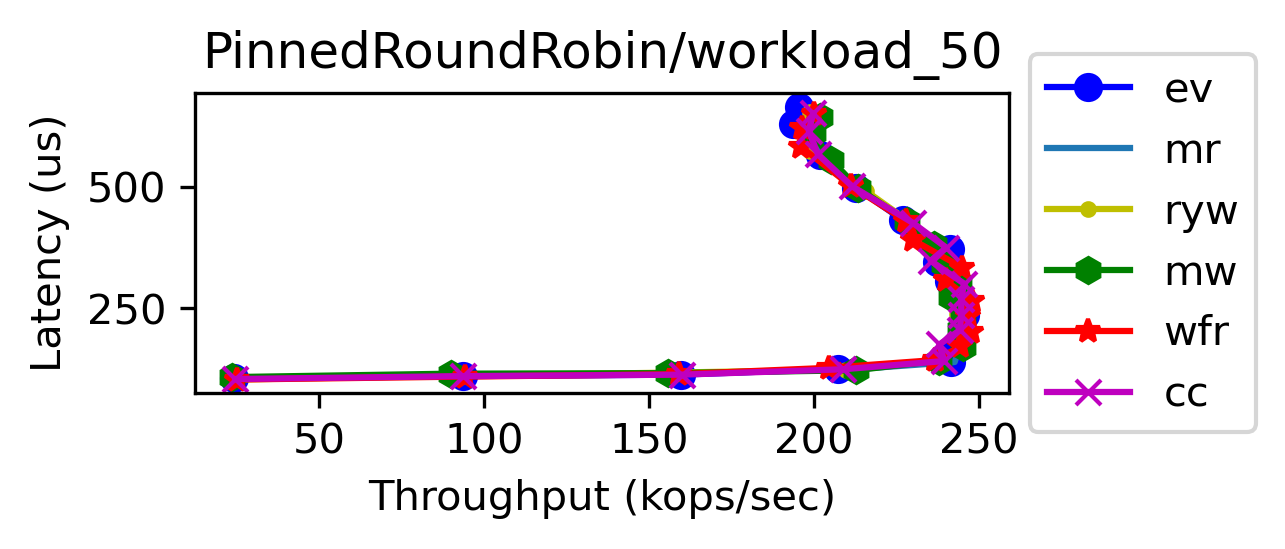 PinnedRoundRobin/workload_50
Latency (us)
500
250
50
100
150
200
250
Throughput (kops/sec)
ev
mr
ryw
mw
wfr
cc